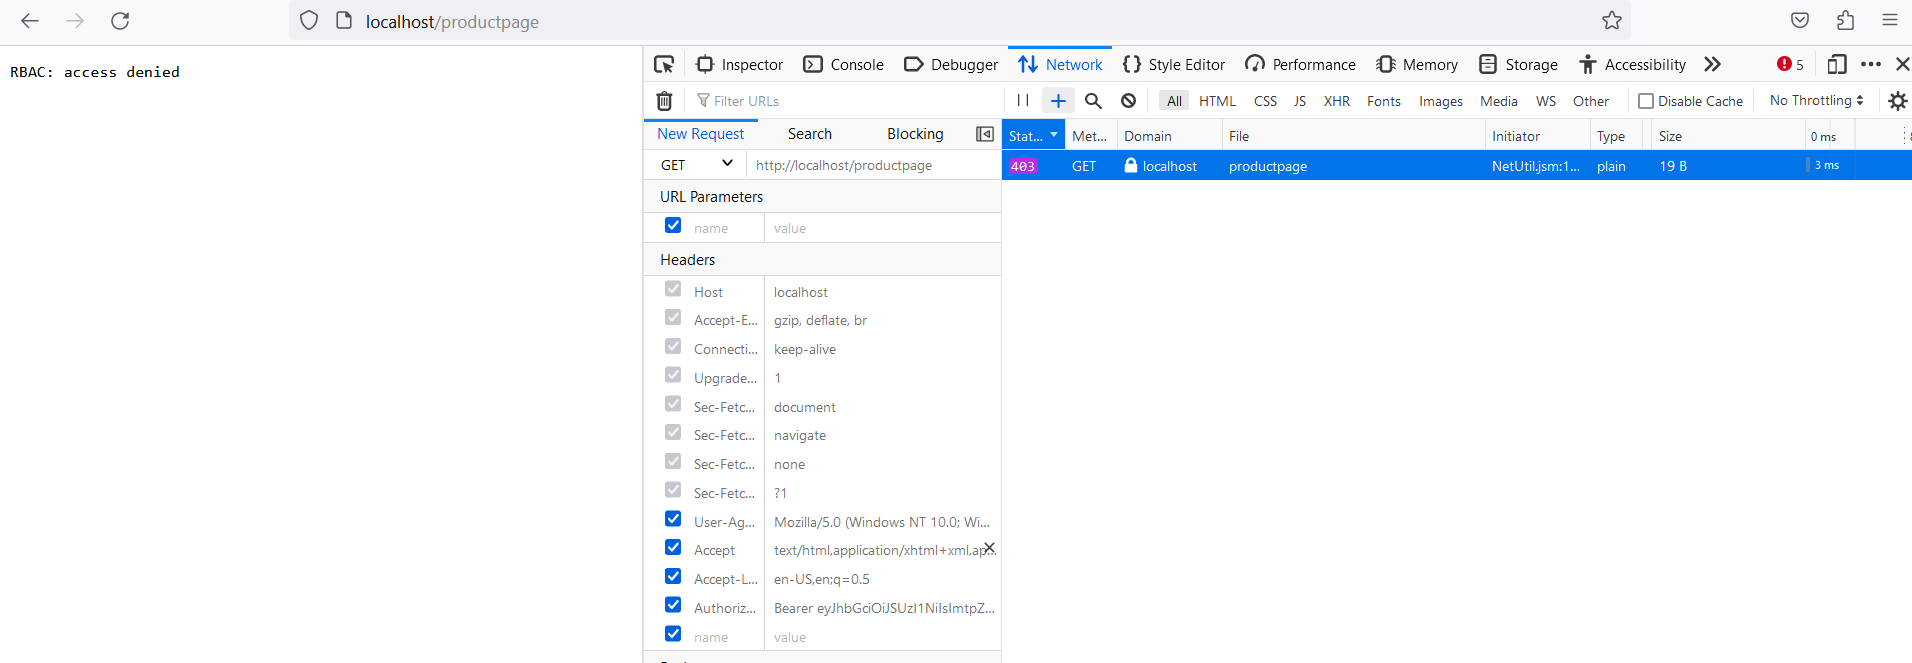 localhost/productpage
RBAC: access denied
Inspector Console Debugger Network Style Editor Performance Memory Storage Accessibility 5
Filter URLs All HTML CSS JS XHR Fonts Images Media WS Other Disable Cache No Throttling
New Request Search Blocking
Stat... Met... Domain File Initiator Type Size 0 ms
GET http://localhost/productpage
403 GET localhost productpage NetUtil.jsm:1... plain 19 B 3 ms
URL Parameters
name value
Headers
Host localhost
Accept-E... gzip, deflate, br
Connecti... keep-alive
Upgrade... 1
Sec-Fetc... document
Sec-Fetc... navigate
Sec-Fetc... none
Sec-Fetc... ?1
User-Ag... Mozilla/5.0 (Windows NT 10.0; Wi...
Accept text/html,application/xhtml+xml,ap...
Accept-L... en-US,en;q=0.5
Authoriz... Bearer eyJhbGciOiJSUzI1NiIsImtpZ...
name value